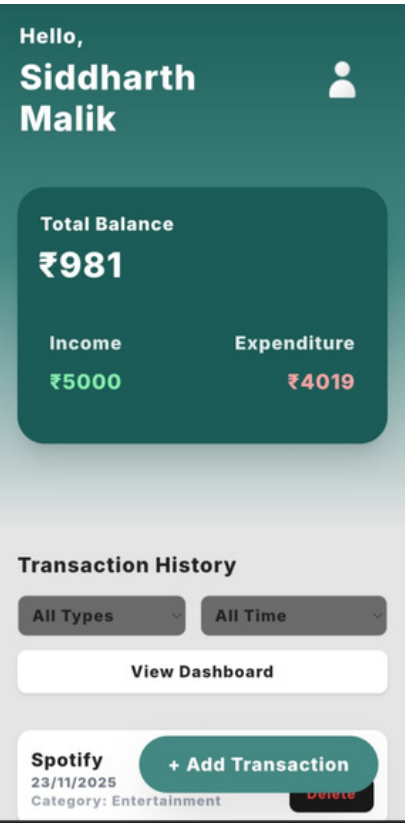 Hello,
Siddharth
Malik
Total Balance
₹981
Income Expenditure
₹5000 ₹4019
Transaction History
All Types All Time
View Dashboard
Spotify
+ Add Transaction
23/11/2025
Delete
Category: Entertainment